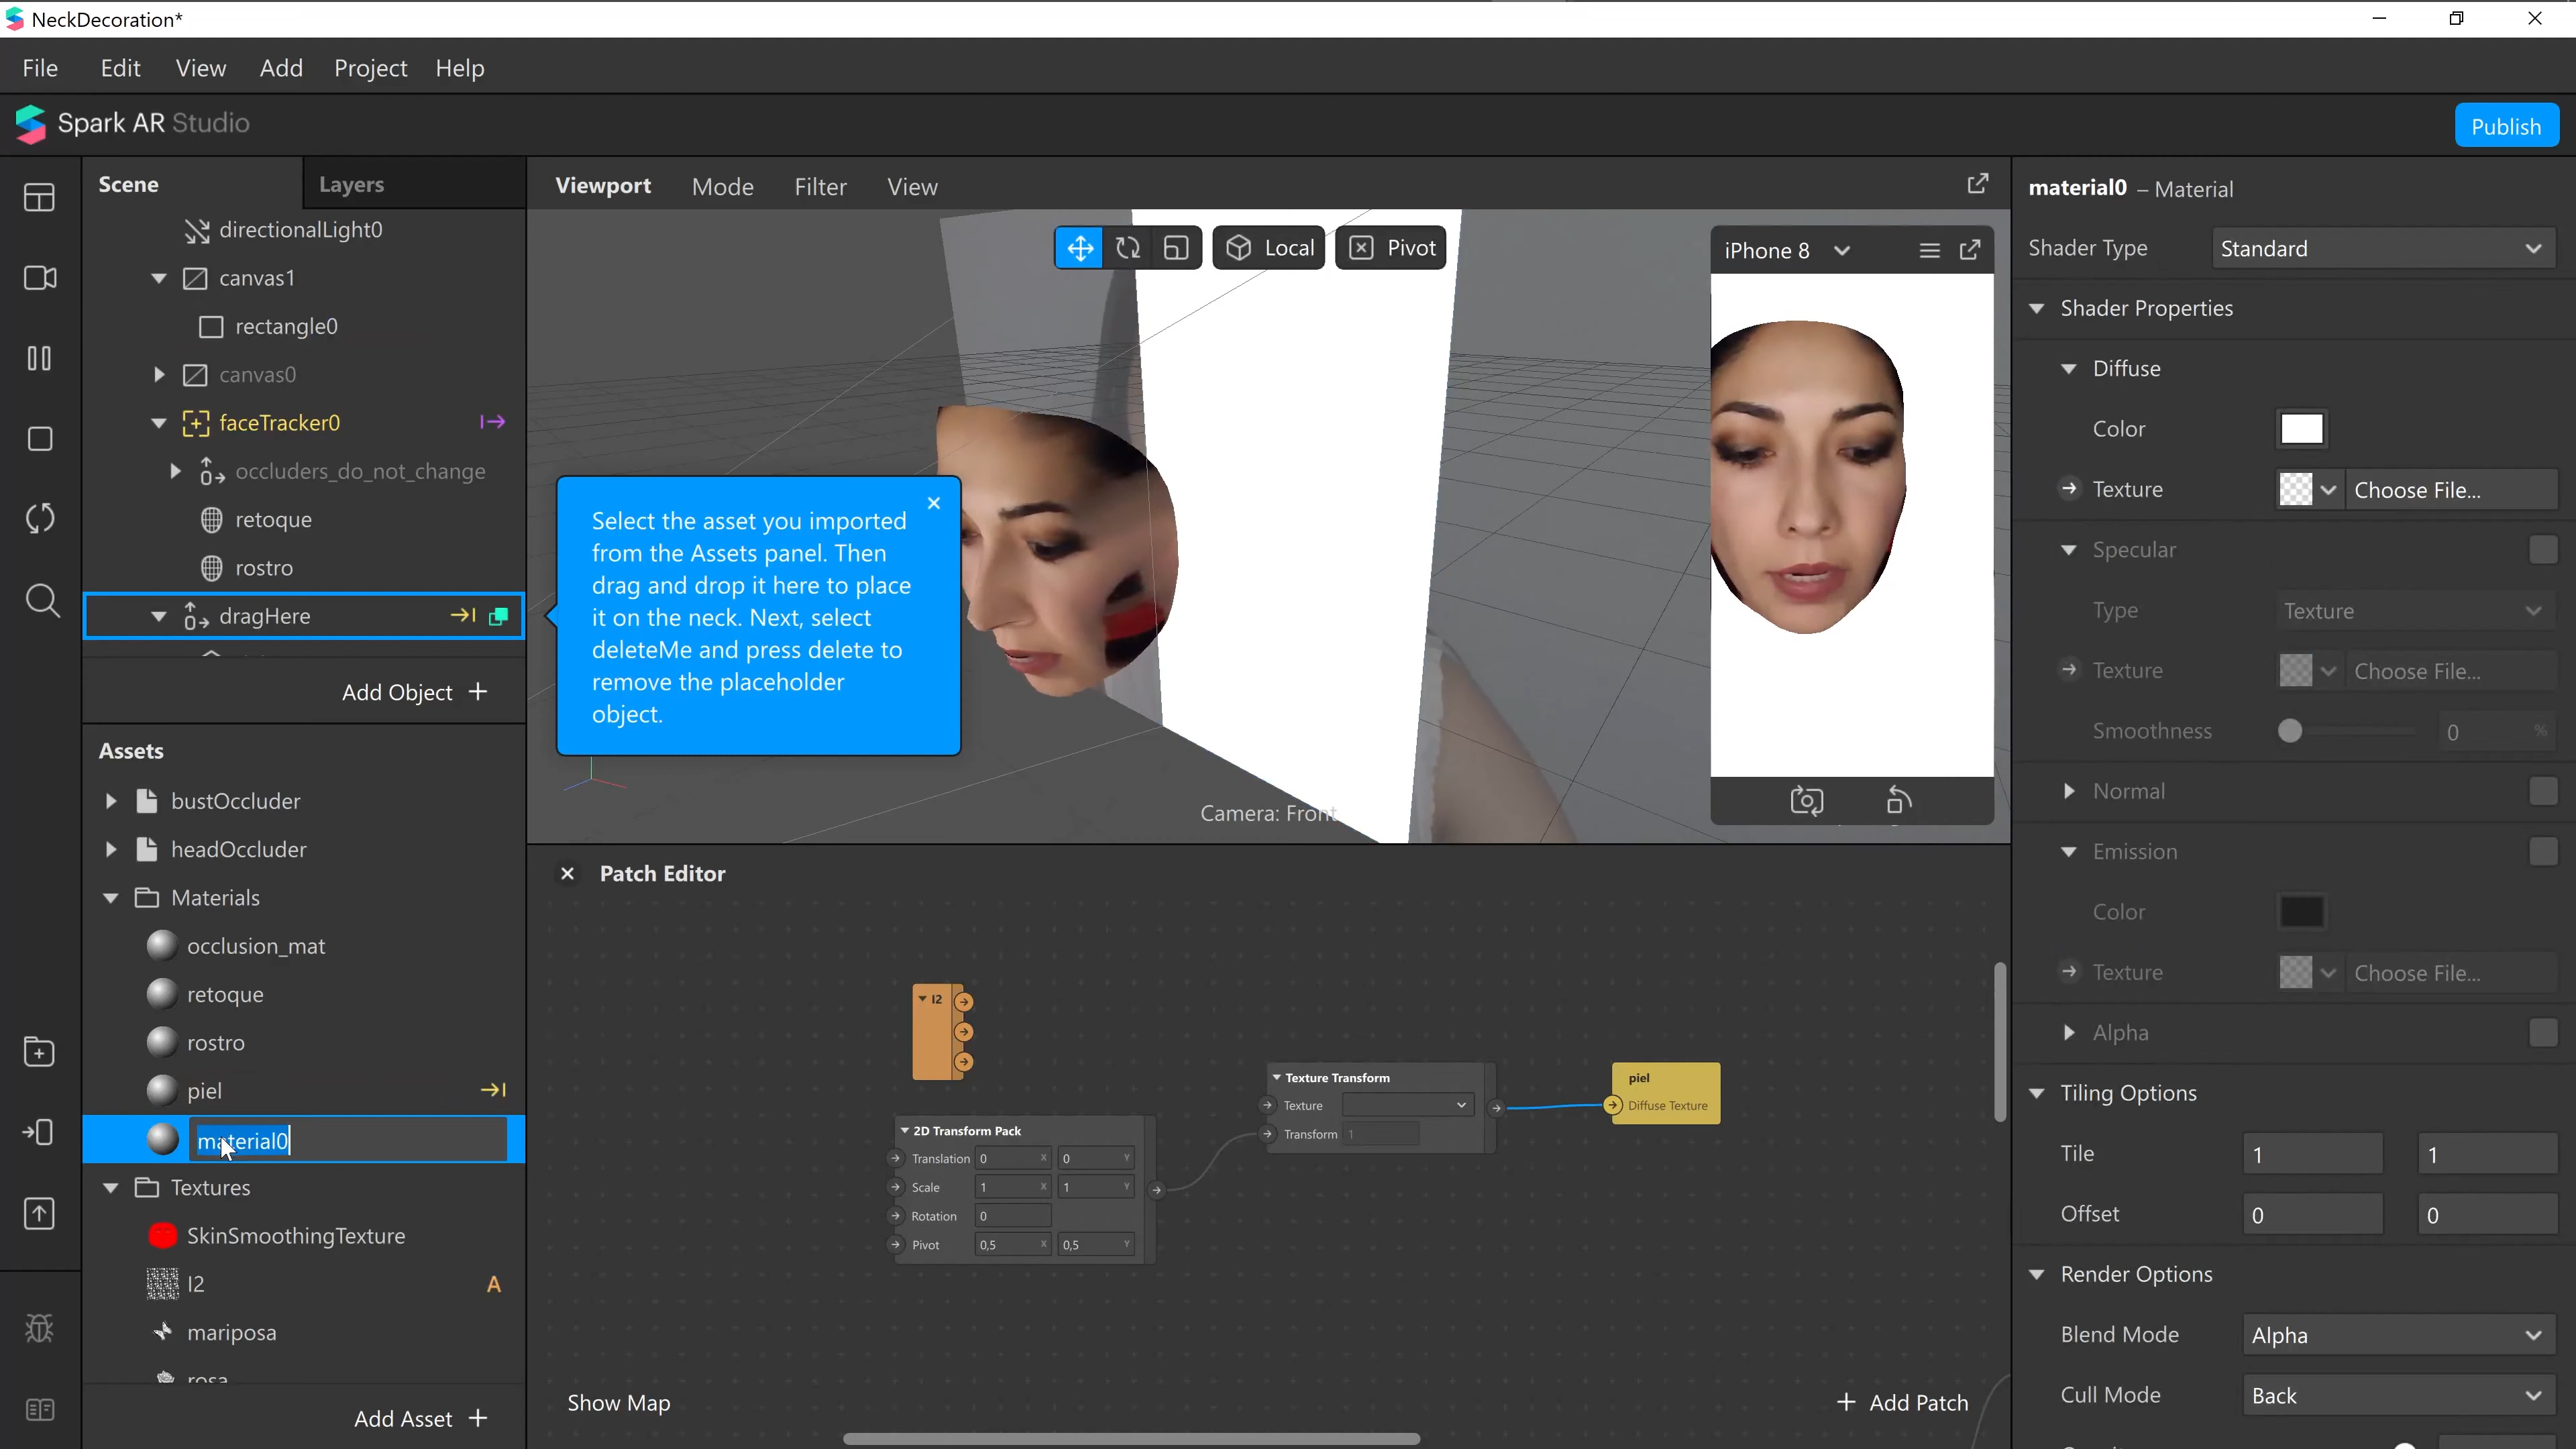 NeckDecoration*
File Edit View Add Project Help
Spark AR Studio
Publish
Scene Layers
directionalLight0
canvas1
rectangle0
canvas0
faceTracker0
occluders_do_not_change
retoque
rostro
dragHere
Add Object +
Assets
bustOccluder
headOccluder
Materials
occlusion_mat
retoque
rostro
piel
material0
Textures
SkinSmoothingTexture
I2 A
mariposa
rosa
Add Asset +
Viewport Mode Filter View
Local Pivot
iPhone 8
Select the asset you imported
from the Assets panel. Then
drag and drop it here to place
it on the neck. Next, select
deleteMe and press delete to
remove the placeholder
object.
Camera: Front
Patch Editor
I2
2D Transform Pack
Translation 0 X 0 Y
Scale 1 X 1 Y
Rotation 0
Pivot 0,5 X 0,5 Y
Texture Transform
Texture
Transform 1
piel
Diffuse Texture
Show Map
+ Add Patch
material0 – Material
Shader Type Standard
Shader Properties
Diffuse
Color
Texture Choose File...
Specular
Type Texture
Texture Choose File...
Smoothness 0 %
Normal
Emission
Color
Texture Choose File...
Alpha
Tiling Options
Tile 1 1
Offset 0 0
Render Options
Blend Mode Alpha
Cull Mode Back